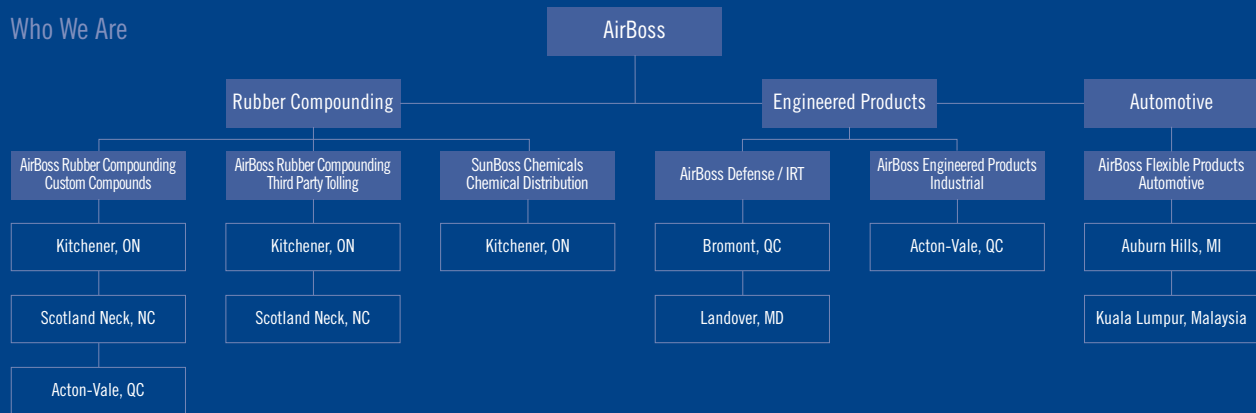 Who We Are
AirBoss
Rubber Compounding
Engineered Products
Automotive
AirBoss Rubber Compounding
Custom Compounds
AirBoss Rubber Compounding
Third Party Tolling
SunBoss Chemicals
Chemical Distribution
AirBoss Defense / IRT
AirBoss Engineered Products
Industrial
AirBoss Flexible Products
Automotive
Kitchener, ON
Kitchener, ON
Kitchener, ON
Bromont, QC
Acton-Vale, QC
Auburn Hills, MI
Scotland Neck, NC
Scotland Neck, NC
Landover, MD
Kuala Lumpur, Malaysia
Acton-Vale, QC